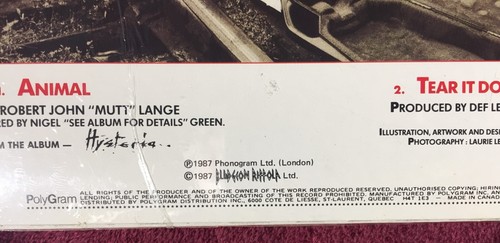 1. ANIMAL
2. TEAR IT DO
ROBERT JOHN "MUTT" LANGE
PRODUCED BY DEF LE
ED BY NIGEL "SEE ALBUM FOR DETAILS" GREEN.
ILLUSTRATION, ARTWORK AND DESI
M THE ALBUM – Hysteria..
PHOTOGRAPHY : LAURIE LE
℗1987 Phonogram Ltd. (London)
©1987 BLUDGEON RIFFOLA Ltd.
PolyGram
ALL RIGHTS OF THE PRODUCER AND OF THE OWNER OF THE WORK REPRODUCED RESERVED. UNAUTHORISED COPYING; HIRING
LENDING; PUBLIC PERFORMANCE AND BROADCASTING OF THIS RECORD PROHIBITED. MANUFACTURED BY POLYGRAM INC. AN
DISTRIBUTED BY POLYGRAM DISTRIBUTION INC., 6000 COTE DE LIESSE, ST-LAURENT, QUEBEC H4T 1E3 — MADE IN CANADA